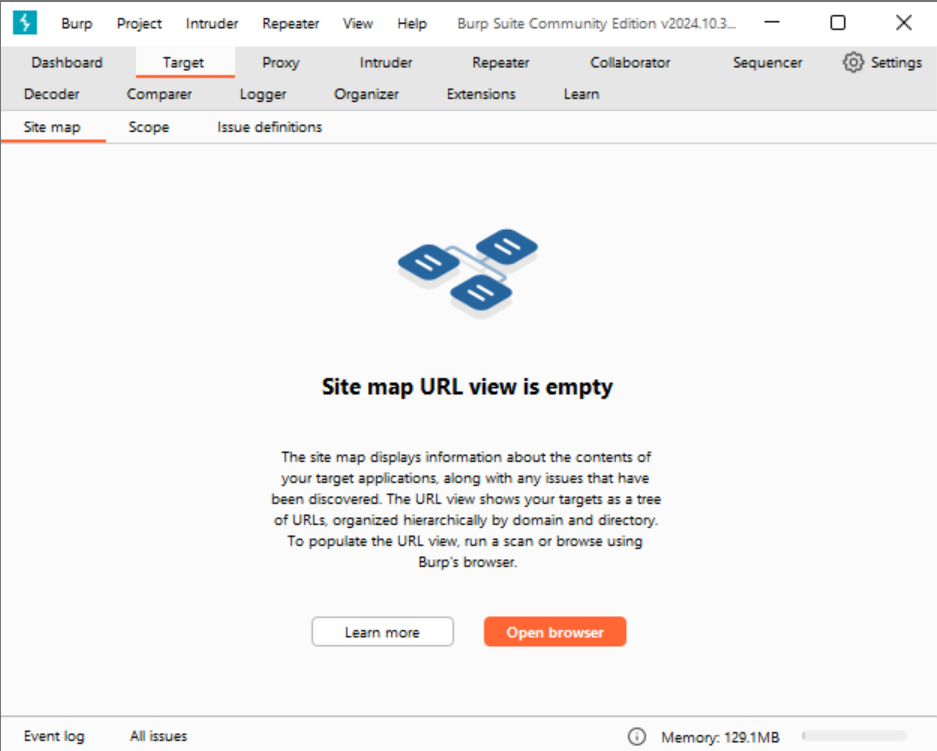 Burp Project Intruder Repeater View Help Burp Suite Community Edition v2024.10.3...
Dashboard Target Proxy Intruder Repeater Collaborator Sequencer Settings
Decoder Comparer Logger Organizer Extensions Learn
Site map Scope Issue definitions
Site map URL view is empty
The site map displays information about the contents of
your target applications, along with any issues that have
been discovered. The URL view shows your targets as a tree
of URLs, organized hierarchically by domain and directory.
To populate the URL view, run a scan or browse using
Burp's browser.
Learn more Open browser
Event log All issues Memory: 129.1MB